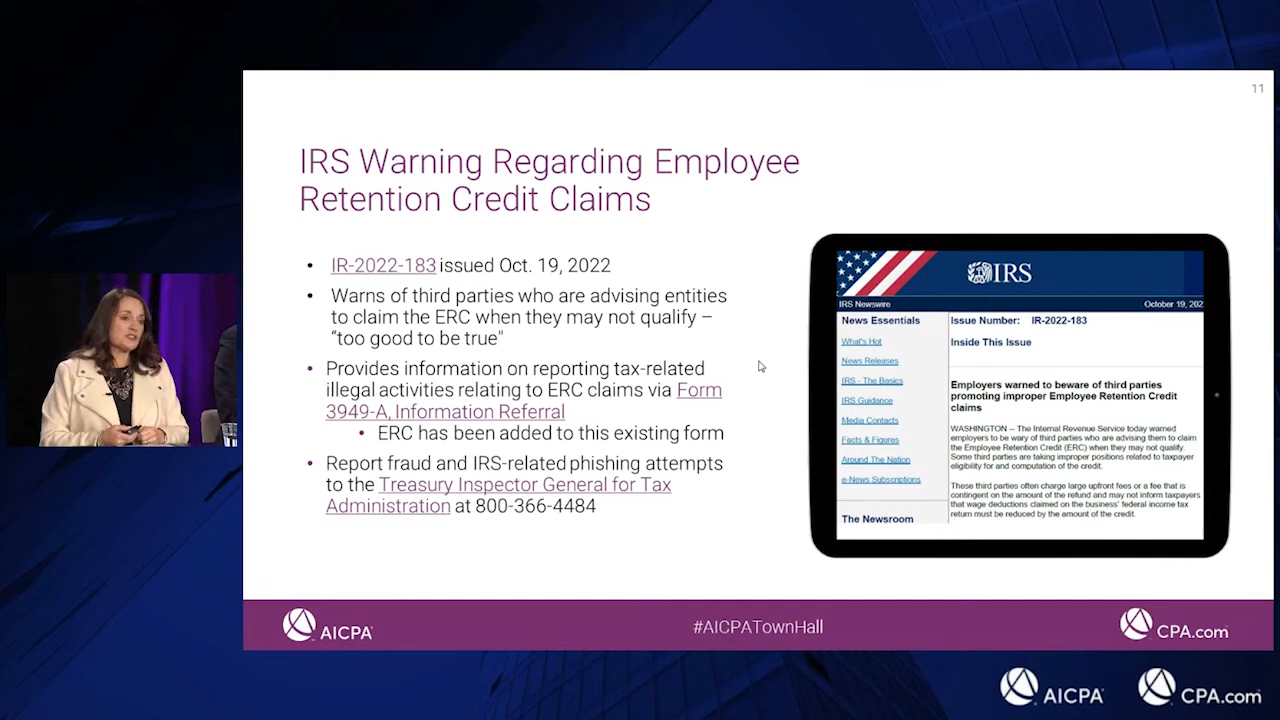 11
IRS Warning Regarding Employee
Retention Credit Claims
• IR-2022-183 issued Oct. 19, 2022
• Warns of third parties who are advising entities
to claim the ERC when they may not qualify –
“too good to be true"
• Provides information on reporting tax-related
illegal activities relating to ERC claims via Form
3949-A, Information Referral
• ERC has been added to this existing form
• Report fraud and IRS-related phishing attempts
to the Treasury Inspector General for Tax
Administration at 800-366-4484
IRS
IRS Newswire
October 19, 202
News Essentials
What's Hot
News Releases
IRS - The Basics
IRS Guidance
Media Contacts
Facts & Figures
Around The Nation
e-News Subscriptions
The Newsroom
Issue Number: IR-2022-183
Inside This Issue
Employers warned to beware of third parties
promoting improper Employee Retention Credit
claims
WASHINGTON -- The Internal Revenue Service today warned
employers to be wary of third parties who are advising them to claim
the Employee Retention Credit (ERC) when they may not qualify.
Some third parties are taking improper positions related to taxpayer
eligibility for and computation of the credit.
These third parties often charge large upfront fees or a fee that is
contingent on the amount of the refund and may not inform taxpayers
that wage deductions claimed on the business' federal income tax
return must be reduced by the amount of the credit.
AICPA
#AICPATownHall
CPA.com
AICPA
CPA.com